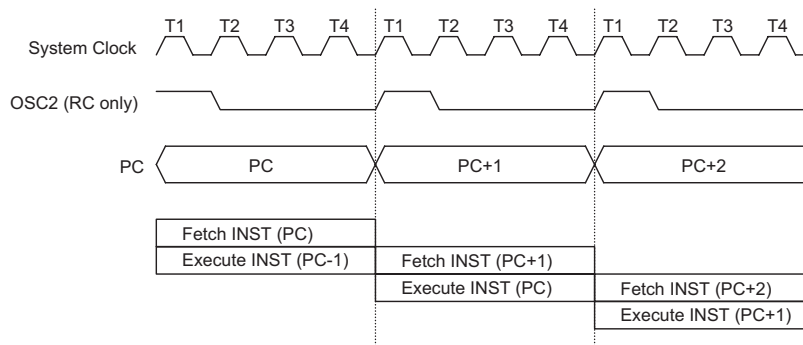 T1 T2 T3 T4 T1 T2 T3 T4 T1 T2 T3 T4
System Clock
OSC2 (RC only)
PC PC PC+1 PC+2
Fetch INST (PC)
Execute INST (PC-1) Fetch INST (PC+1)
Execute INST (PC) Fetch INST (PC+2)
Execute INST (PC+1)